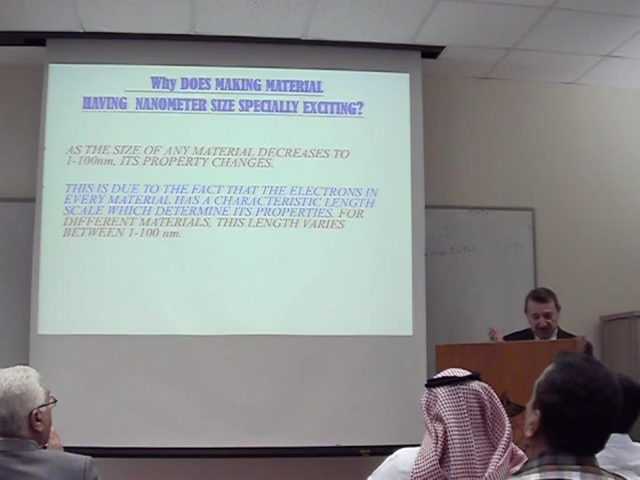 Why DOES MAKING MATERIAL
HAVING NANOMETER SIZE SPECIALLY EXCITING?
AS THE SIZE OF ANY MATERIAL DECREASES TO
1-100nm, ITS PROPERTY CHANGES.
THIS IS DUE TO THE FACT THAT THE ELECTRONS IN
EVERY MATERIAL HAS A CHARACTERISTIC LENGTH
SCALE WHICH DETERMINE ITS PROPERTIES. FOR
DIFFERENT MATERIALS, THIS LENGTH VARIES
BETWEEN 1-100 nm.